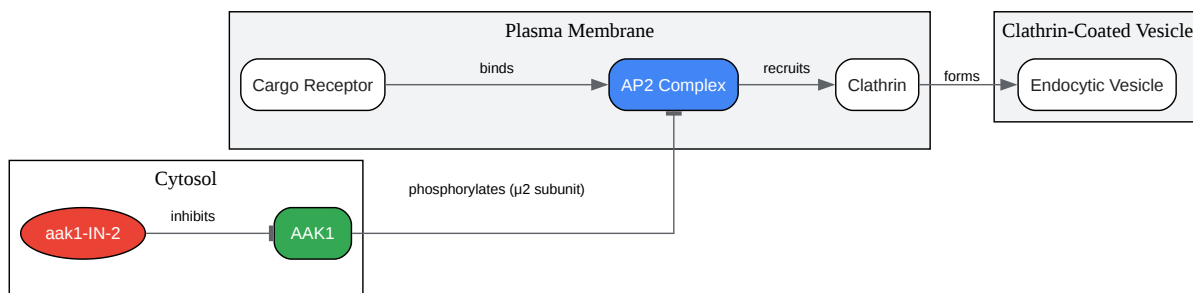 Plasma Membrane
Clathrin-Coated Vesicle
Cargo Receptor
binds
AP2 Complex
recruits
Clathrin
forms
Endocytic Vesicle
Cytosol
phosphorylates (µ2 subunit)
aak1-IN-2
inhibits
AAK1